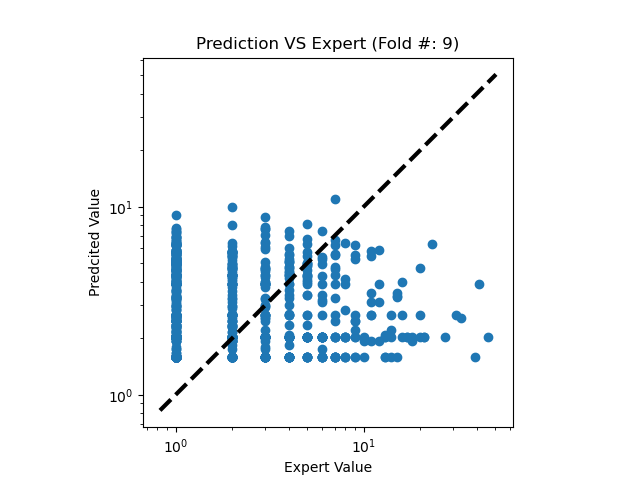 Prediction VS Expert (Fold #: 9)
Predcited Value
10¹
10⁰
10⁰
10¹
Expert Value